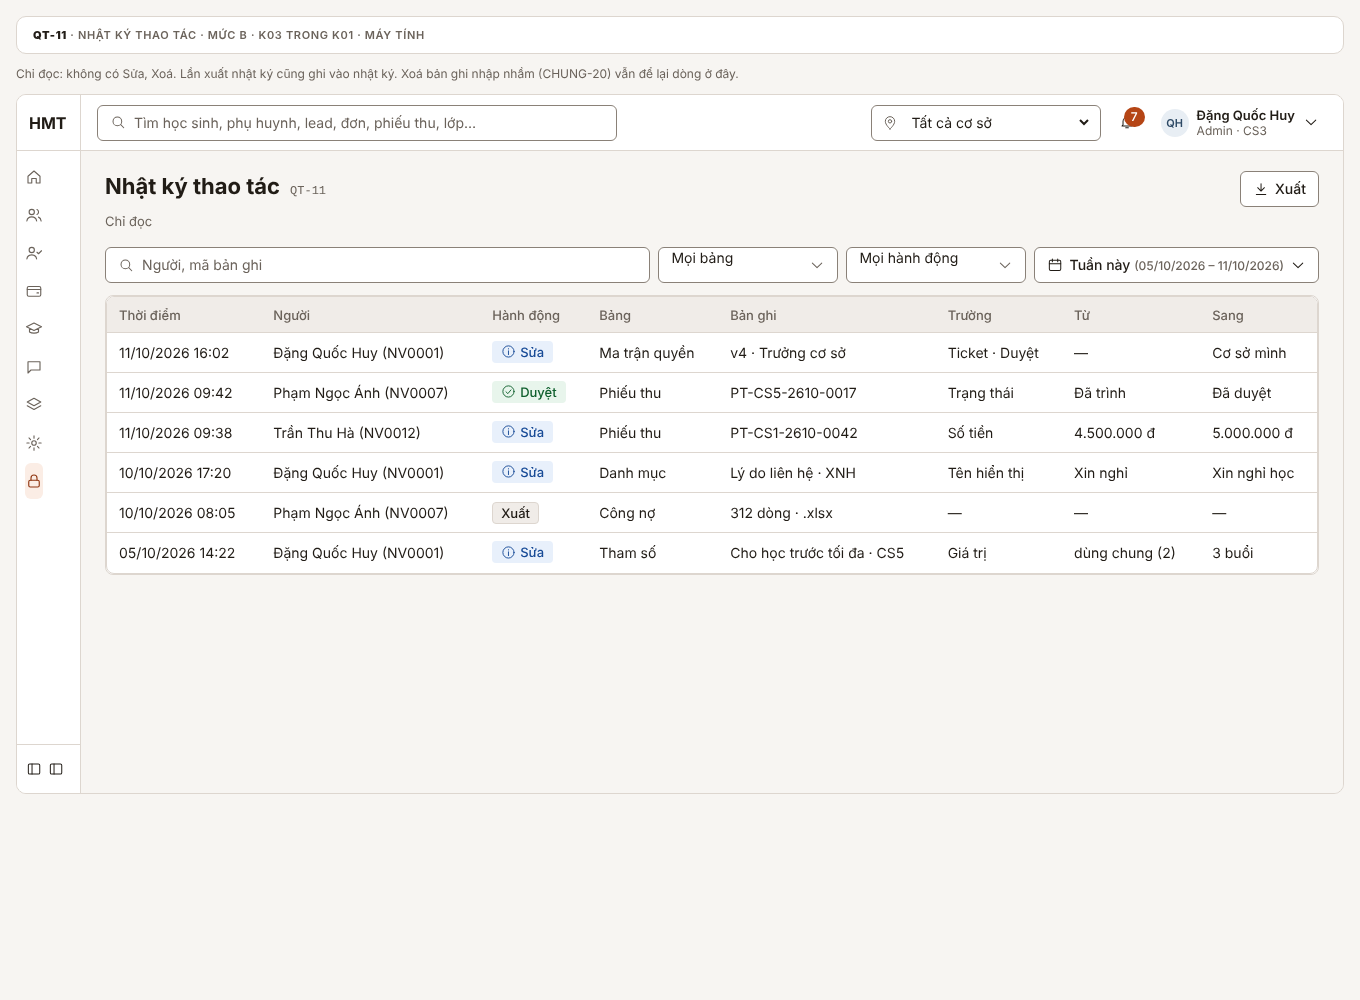 QT-11 · NHẬT KÝ THAO TÁC · MỨC B · K03 TRONG K01 · MÁY TÍNH
Chỉ đọc: không có Sửa, Xoá. Lần xuất nhật ký cũng ghi vào nhật ký. Xoá bản ghi nhập nhầm (CHUNG-20) vẫn để lại dòng ở đây.
HMT
Tìm học sinh, phụ huynh, lead, đơn, phiếu thu, lớp...
Tất cả cơ sở
7
QH
Đặng Quốc Huy
Admin · CS3
Nhật ký thao tác QT-11
Xuất
Chỉ đọc
Người, mã bản ghi
Mọi bảng
Mọi hành động
Tuần này (05/10/2026 – 11/10/2026)
Thời điểm Người Hành động Bảng Bản ghi Trường Từ Sang
11/10/2026 16:02 Đặng Quốc Huy (NV0001) Sửa Ma trận quyền v4 · Trưởng cơ sở Ticket · Duyệt — Cơ sở mình
11/10/2026 09:42 Phạm Ngọc Ánh (NV0007) Duyệt Phiếu thu PT-CS5-2610-0017 Trạng thái Đã trình Đã duyệt
11/10/2026 09:38 Trần Thu Hà (NV0012) Sửa Phiếu thu PT-CS1-2610-0042 Số tiền 4.500.000 đ 5.000.000 đ
10/10/2026 17:20 Đặng Quốc Huy (NV0001) Sửa Danh mục Lý do liên hệ · XNH Tên hiển thị Xin nghỉ Xin nghỉ học
10/10/2026 08:05 Phạm Ngọc Ánh (NV0007) Xuất Công nợ 312 dòng · .xlsx — — —
05/10/2026 14:22 Đặng Quốc Huy (NV0001) Sửa Tham số Cho học trước tối đa · CS5 Giá trị dùng chung (2) 3 buổi